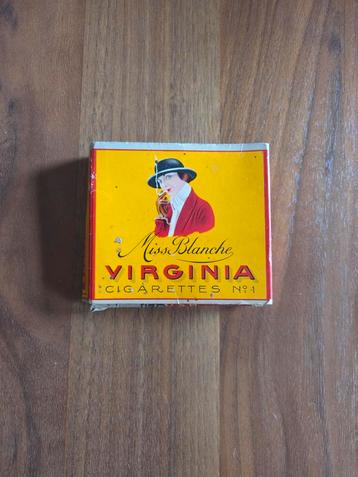 Miss Blanche
VIRGINIA
CIGARETTES Nº1